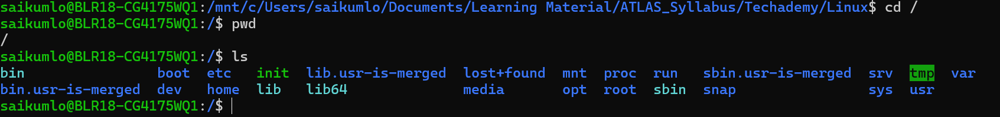 saikumlo@BLR18-CG4175WQ1:/mnt/c/Users/saikumlo/Documents/Learning Material/ATLAS_Syllabus/Techademy/Linux$ cd /
saikumlo@BLR18-CG4175WQ1:/$ pwd
/
saikumlo@BLR18-CG4175WQ1:/$ ls
bin                boot  etc   init  lib.usr-is-merged  lost+found  mnt  proc  run   sbin.usr-is-merged  srv  tmp  var
bin.usr-is-merged  dev   home  lib   lib64              media       opt  root  sbin  snap                sys  usr
saikumlo@BLR18-CG4175WQ1:/$